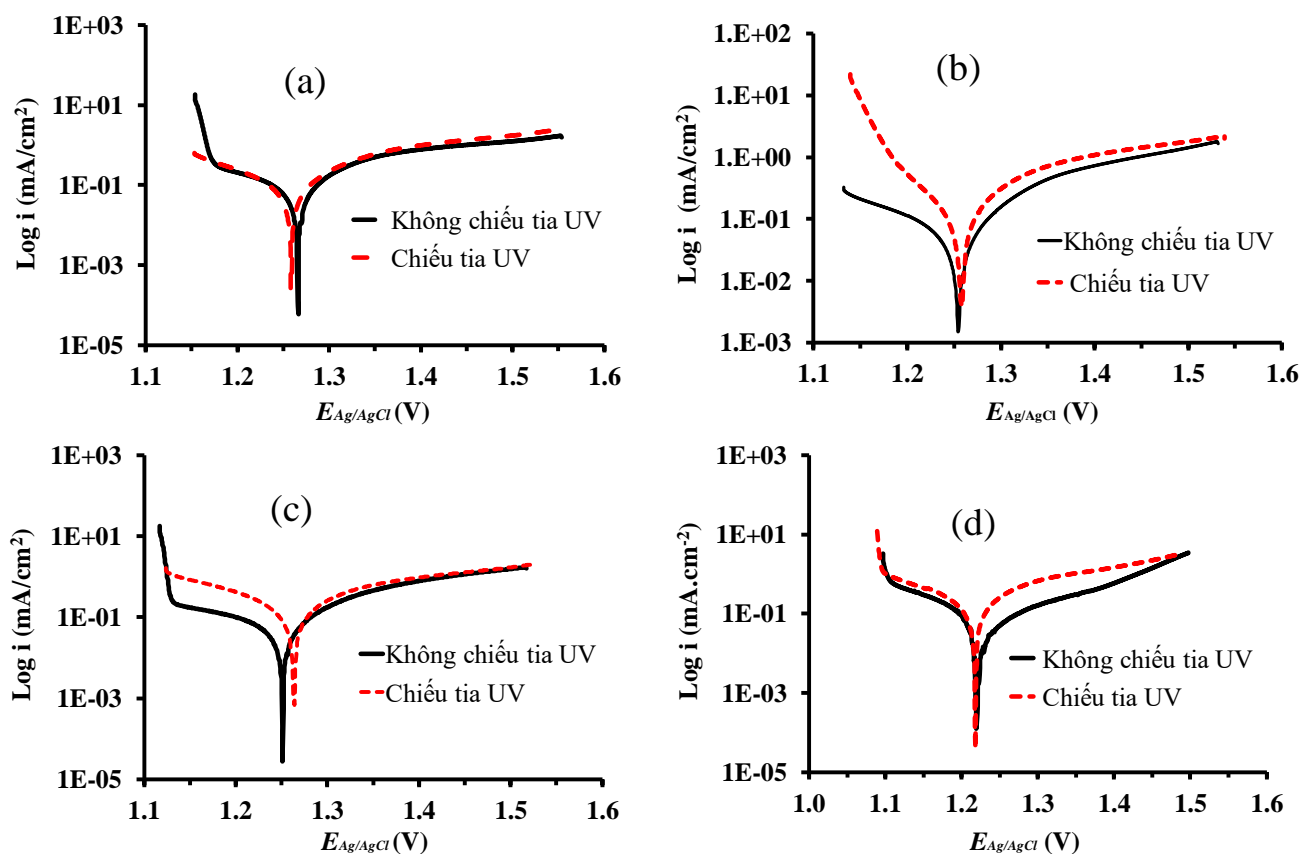 (a)
Log i (mA/cm²)
1E+03
1E+01
1E-01
1E-03
1E-05
Không chiếu tia UV
Chiếu tia UV
1.1 1.2 1.3 1.4 1.5 1.6
E Ag/AgCl (V)
(b)
Log i (mA/cm²)
1.E+02
1.E+01
1.E+00
1.E-01
1.E-02
1.E-03
Không chiếu tia UV
Chiếu tia UV
1.1 1.2 1.3 1.4 1.5 1.6
E Ag/AgCl (V)
(c)
Log i (mA/cm²)
1E+03
1E+01
1E-01
1E-03
1E-05
Không chiếu tia UV
Chiếu tia UV
1.1 1.2 1.3 1.4 1.5 1.6
E Ag/AgCl (V)
(d)
Log i (mA.cm⁻²)
1E+03
1E+01
1E-01
1E-03
1E-05
Không chiếu tia UV
Chiếu tia UV
1.0 1.1 1.2 1.3 1.4 1.5 1.6
E Ag/AgCl (V)